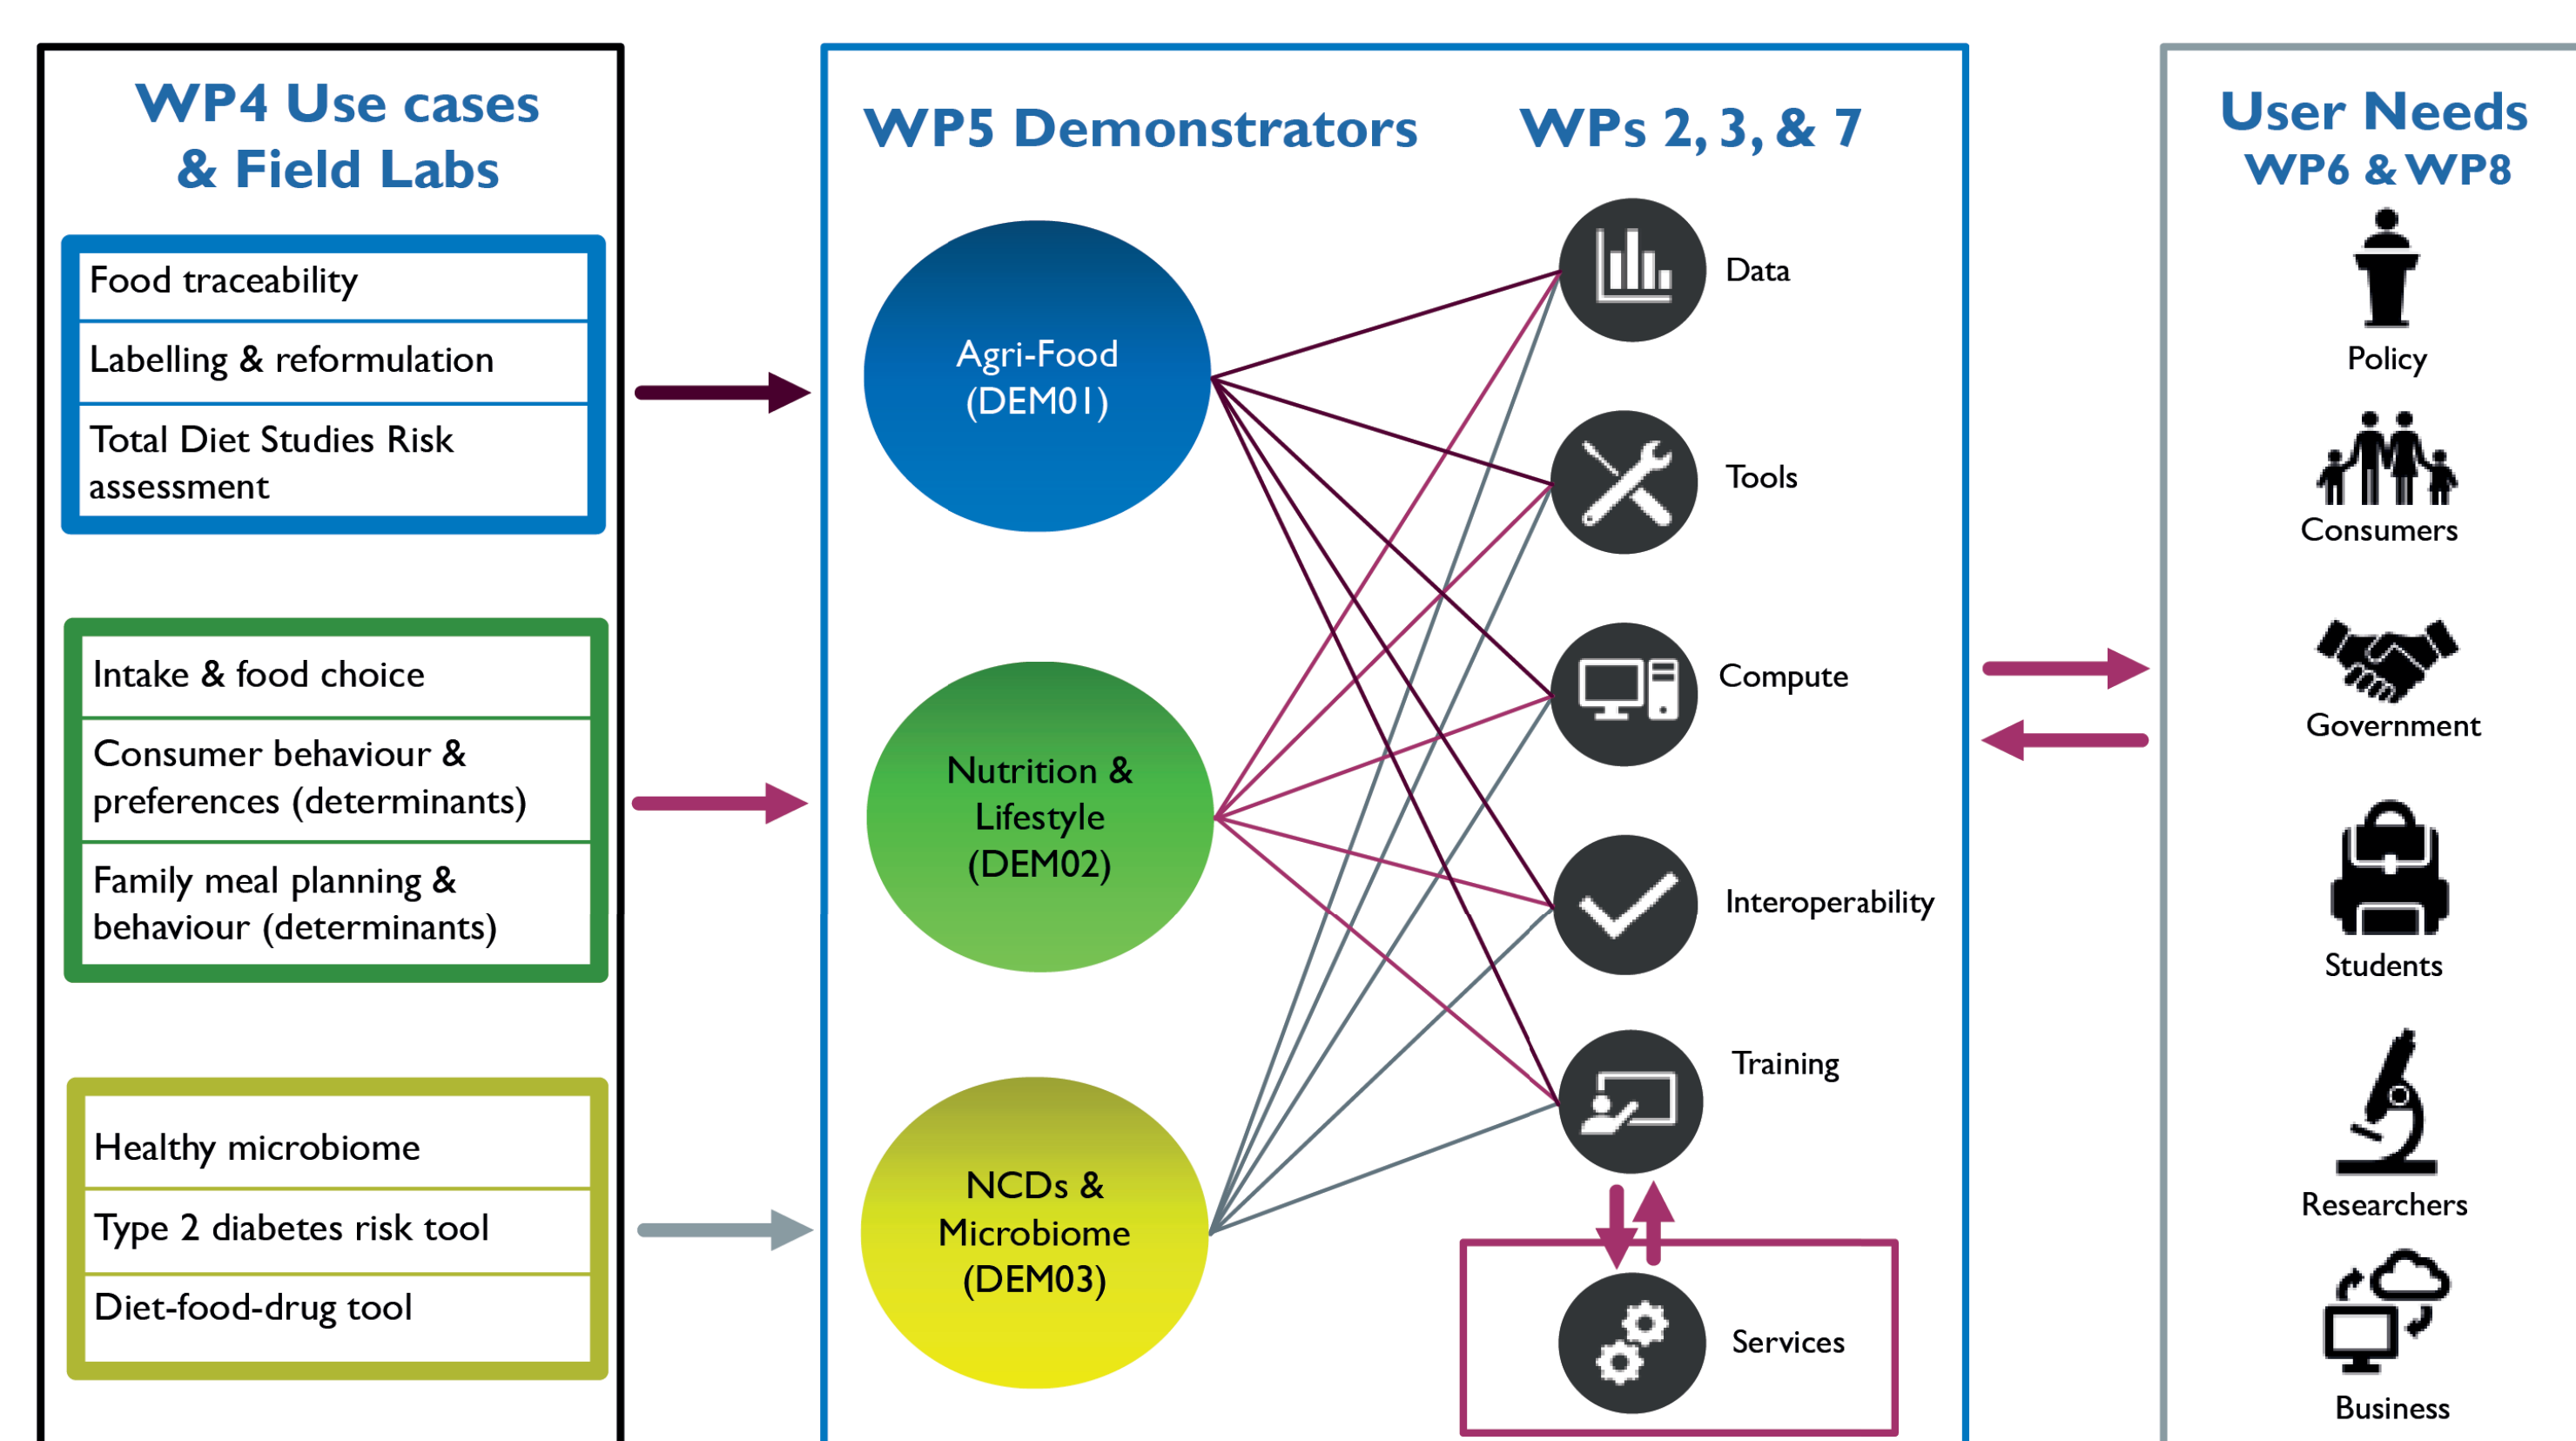 WP4 Use cases
& Field Labs
Food traceability
Labelling & reformulation
Total Diet Studies Risk
assessment
Intake & food choice
Consumer behaviour &
preferences (determinants)
Family meal planning &
behaviour (determinants)
Healthy microbiome
Type 2 diabetes risk tool
Diet-food-drug tool
WP5 Demonstrators
Agri-Food
(DEM01)
Nutrition &
Lifestyle
(DEM02)
NCDs &
Microbiome
(DEM03)
WPs 2, 3, & 7
Data
Tools
Compute
Interoperability
Training
Services
User Needs
WP6 & WP8
Policy
Consumers
Government
Students
Researchers
Business